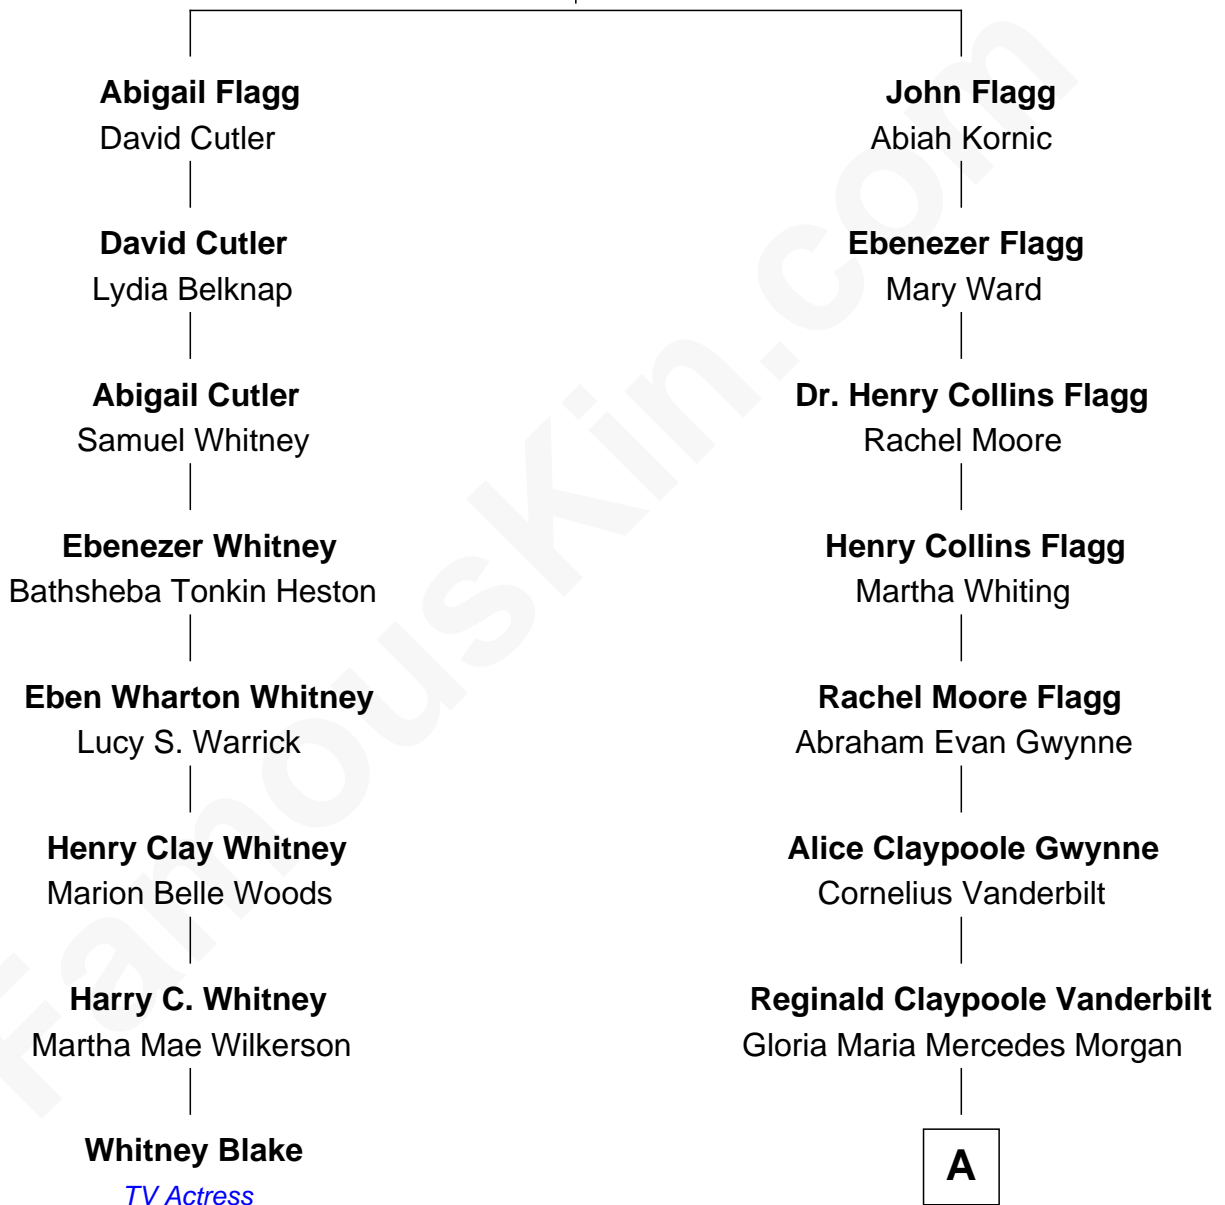 Abigail Flagg
David Cutler
David Cutler
Lydia Belknap
Abigail Cutler
Samuel Whitney
Ebenezer Whitney
Bathsheba Tonkin Heston
Eben Wharton Whitney
Lucy S. Warrick
Henry Clay Whitney
Marion Belle Woods
Harry C. Whitney
Martha Mae Wilkerson
Whitney Blake
TV Actress
John Flagg
Abiah Kornic
Ebenezer Flagg
Mary Ward
Dr. Henry Collins Flagg
Rachel Moore
Henry Collins Flagg
Martha Whiting
Rachel Moore Flagg
Abraham Evan Gwynne
Alice Claypoole Gwynne
Cornelius Vanderbilt
Reginald Claypoole Vanderbilt
Gloria Maria Mercedes Morgan
A
FamousKin.com